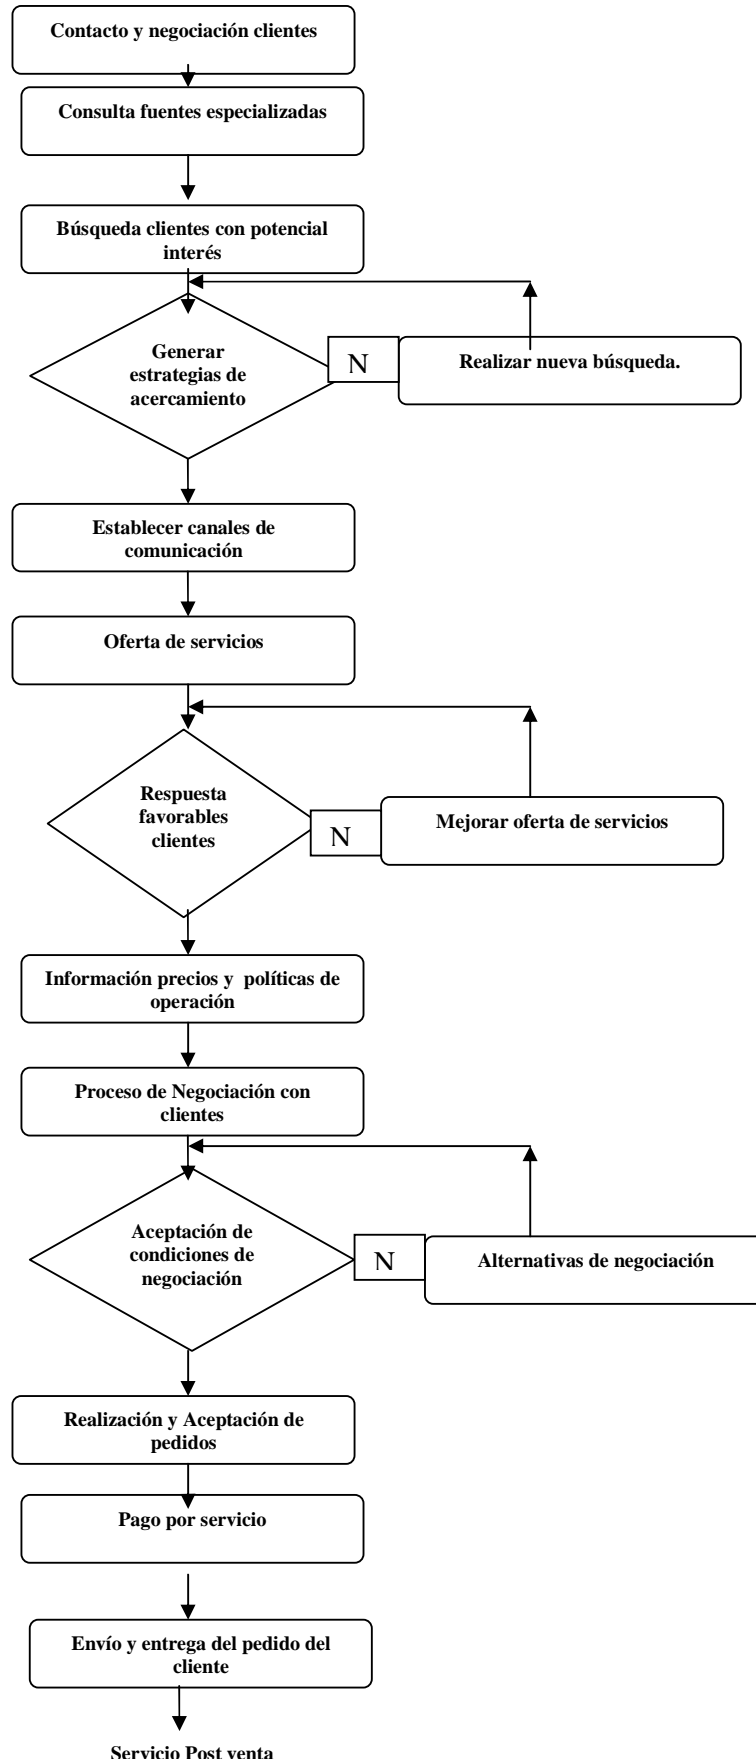 Contacto y negociación clientes
Consulta fuentes especializadas
Búsqueda clientes con potencial
interés
Generar
estrategias de
acercamiento
N
Realizar nueva búsqueda.
Establecer canales de
comunicación
Oferta de servicios
Respuesta
favorables
clientes
N
Mejorar oferta de servicios
Información precios y  políticas de
operación
Proceso de Negociación con
clientes
Aceptación de
condiciones de
negociación
N
Alternativas de negociación
Realización y Aceptación de
pedidos
Pago por servicio
Envío y entrega del pedido del
cliente
Servicio Post venta